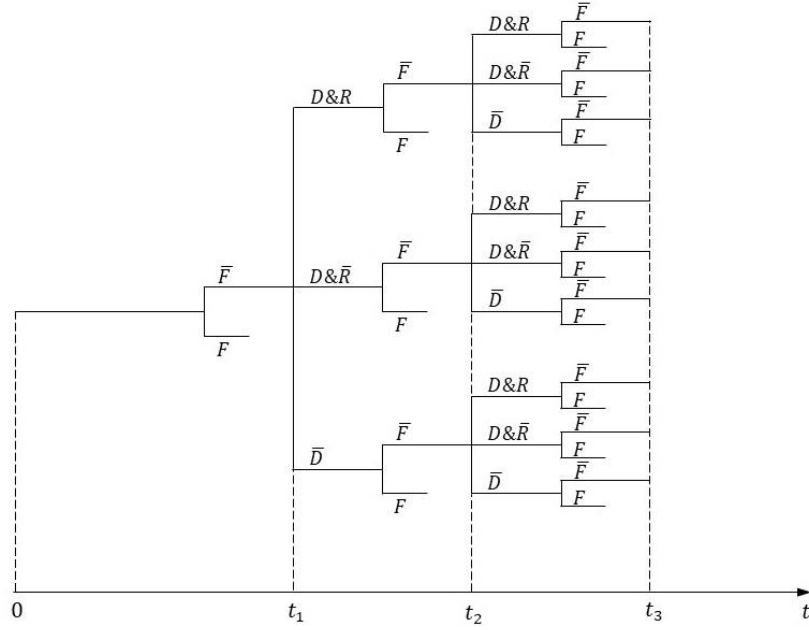 F̅
D&R F
F̅
F̅ D&R̅ F
D&R F̅
F D̅ F
F̅
D&R F
F̅
F̅ F̅ D&R̅ F
D&R̅ F̅
F F D̅ F
F̅
D&R F
F̅
F̅ D&R̅ F
D̅ F̅
F D̅ F
0 t₁ t₂ t₃ t